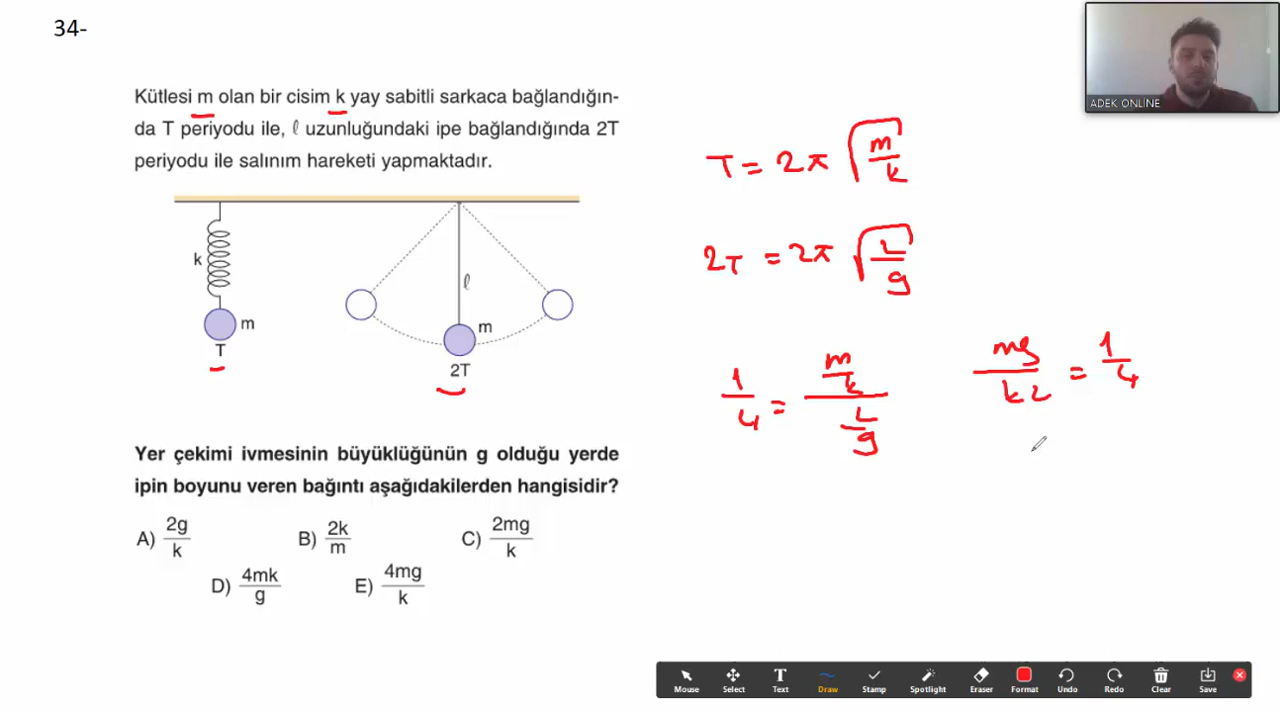 34-
Kütlesi m olan bir cisim k yay sabitli sarkaca bağlandığın-
da T periyodu ile, ℓ uzunluğundaki ipe bağlandığında 2T
periyodu ile salınım hareketi yapmaktadır.
k
m
T
ℓ
m
2T
Yer çekimi ivmesinin büyüklüğünün g olduğu yerde
ipin boyunu veren bağıntı aşağıdakilerden hangisidir?
A) 2g/k B) 2k/m C) 2mg/k
D) 4mk/g E) 4mg/k
T = 2π √(m/k)
2T = 2π √(L/g)
1/4 = (m/k)/(L/g)
mg/kL = 1/4
ADEK ONLİNE
Mouse Select Text Draw Stamp Spotlight Eraser Format Undo Redo Clear Save